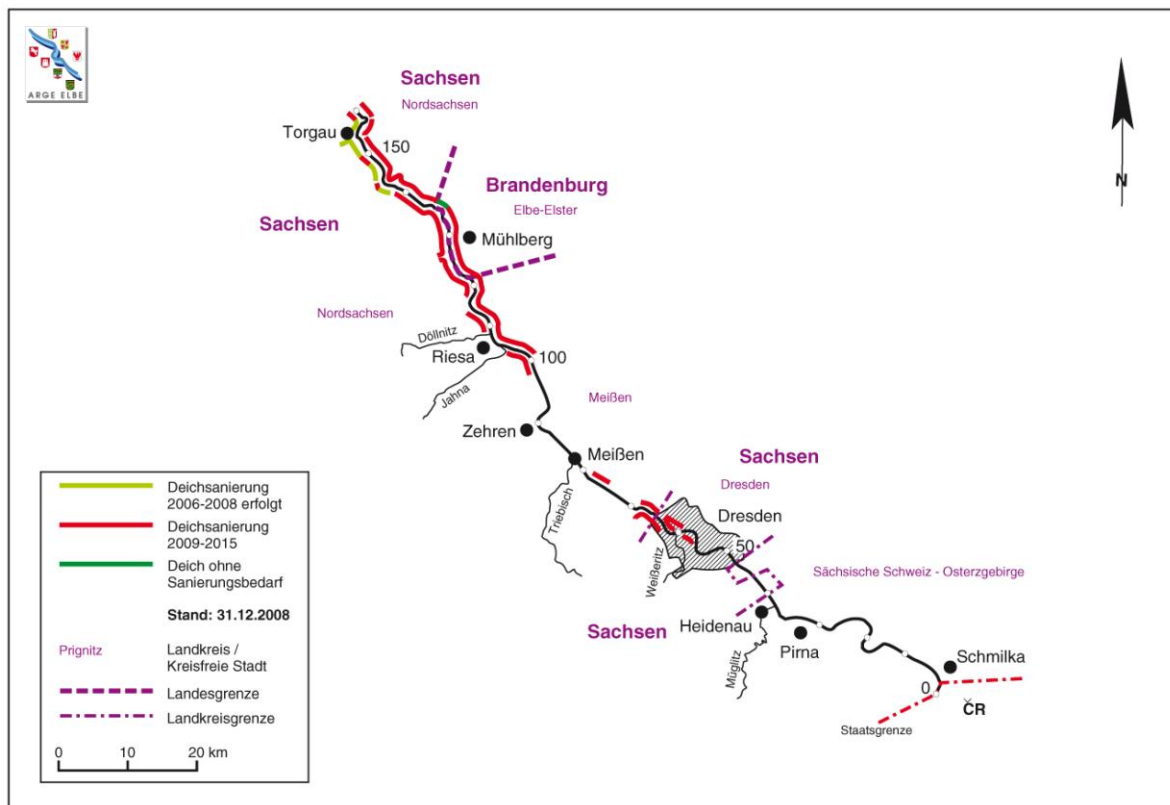 ARGE ELBE
Sachsen
Nordsachsen
Torgau
150
N
Brandenburg
Elbe-Elster
Sachsen
Mühlberg
Nordsachsen
Döllnitz
Riesa
100
Jahna
Meißen
Zehren
Meißen
Sachsen
Dresden
Triebisch
Dresden
50
Weißeritz
Sächsische Schweiz - Osterzgebirge
Sachsen
Heidenau
Pirna
Müglitz
Schmilka
0
ČR
Staatsgrenze
Deichsanierung
2006-2008 erfolgt
Deichsanierung
2009-2015
Deich ohne
Sanierungsbedarf
Stand: 31.12.2008
Prignitz
Landkreis /
Kreisfreie Stadt
Landesgrenze
Landkreisgrenze
0 10 20 km